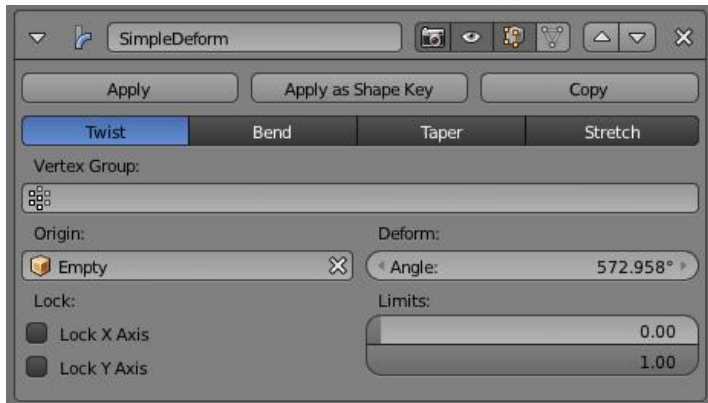 SimpleDeform
Apply Apply as Shape Key Copy
Twist Bend Taper Stretch
Vertex Group:
Origin: Deform:
Empty Angle: 572.958°
Lock: Limits:
Lock X Axis 0.00
Lock Y Axis 1.00